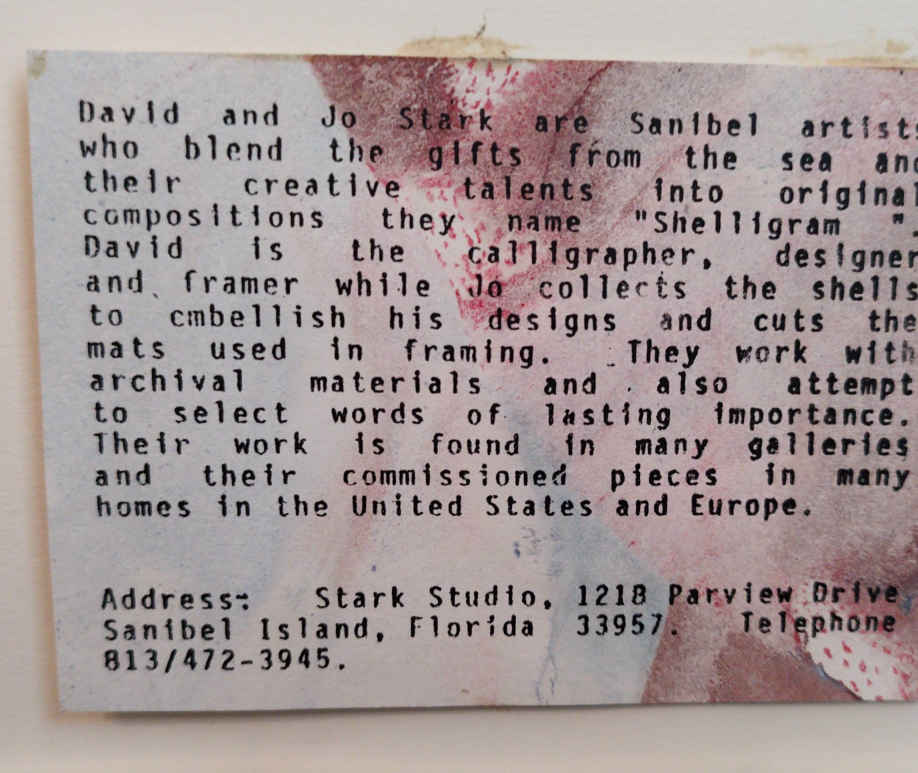 David and Jo Stark are Sanibel artist
who blend the gifts from the sea and
their creative talents into original
compositions they name "Shelligram ".
David is the calligrapher, designer
and framer while Jo collects the shells
to embellish his designs and cuts the
mats used in framing. They work with
archival materials and also attempt
to select words of lasting importance.
Their work is found in many galleries
and their commissioned pieces in many
homes in the United States and Europe.
Address: Stark Studio, 1218 Parview Drive,
Sanibel Island, Florida 33957. Telephone
813/472-3945.